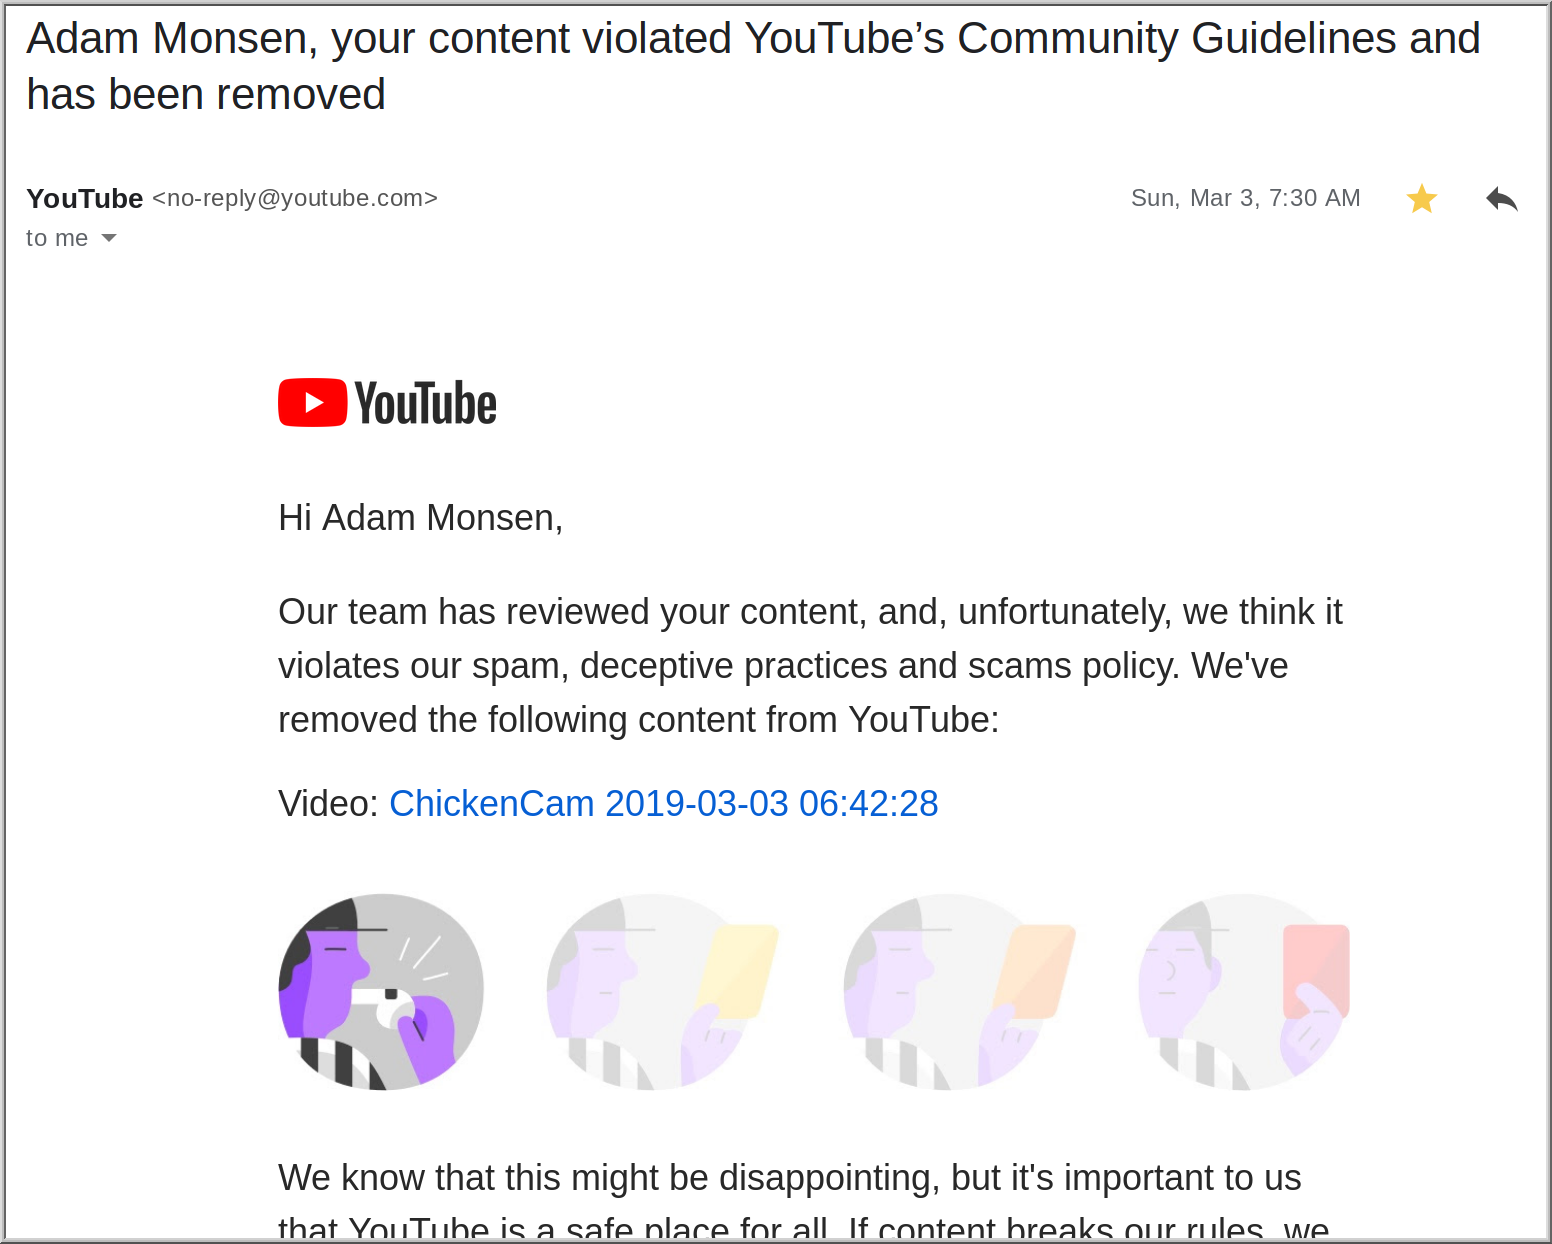 Adam Monsen, your content violated YouTube’s Community Guidelines and
has been removed
YouTube <no-reply@youtube.com>
Sun, Mar 3, 7:30 AM
to me
YouTube
Hi Adam Monsen,
Our team has reviewed your content, and, unfortunately, we think it
violates our spam, deceptive practices and scams policy. We've
removed the following content from YouTube:
Video: ChickenCam 2019-03-03 06:42:28
We know that this might be disappointing, but it's important to us
that YouTube is a safe place for all. If content breaks our rules, we